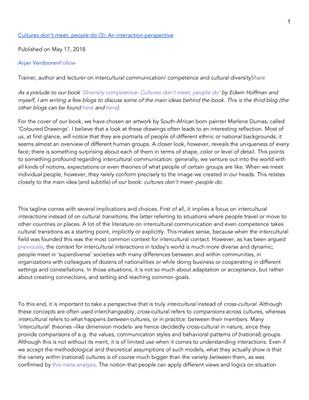 1
Cultures don't meet, people do (3): An interaction perspective
Published on May 17, 2018
Arjan VerdoorenFollow
Trainer, author and lecturer on intercultural communication/ competence and cultural diversityShare
As a prelude to our book 'Diversity competence- Cultures don't meet, people do' by Edwin Hoffman and
myself, I am writing a few blogs to discuss some of the main ideas behind the book. This is the third blog (the
other blogs can be found here and here).
For the cover of our book, we have chosen an artwork by South-African born painter Marlene Dumas, called
'Coloured Drawings'. I believe that a look at these drawings often leads to an interesting reflection. Most of
us, at first glance, will notice that they are portraits of people of different ethnic or national backgrounds; it
seems almost an overview of different human groups. A closer look, however, reveals the uniqueness of every
face; there is something surprising about each of them in terms of shape, color or level of detail. This points
to something profound regarding intercultural communication: generally, we venture out into the world with
all kinds of notions, expectations or even theories of what people of certain groups are like. When we meet
individual people, however, they rarely conform precisely to the image we created in our heads. This relates
closely to the main idea (and subtitle) of our book: cultures don't meet- people do.
This tagline comes with several implications and choices. First of all, it implies a focus on intercultural
interactions instead of on cultural transitions, the latter referring to situations where people travel or move to
other countries or places. A lot of the literature on intercultural communication and even competence takes
cultural transitions as a starting point, implicitly or explicitly. This makes sense, because when the intercultural
field was founded this was the most common context for intercultural contact. However, as has been argued
previously, the context for intercultural interactions in today's world is much more diverse and dynamic;
people meet in 'superdiverse' societies with many differences between and within communities, in
organizations with colleagues of dozens of nationalities or while doing business or cooperating in different
settings and constellations. In those situations, it is not so much about adaptation or acceptance, but rather
about creating connections, and setting and reaching common goals.
To this end, it is important to take a perspective that is truly intercultural instead of cross-cultural. Although
these concepts are often used interchangeably, cross-cultural refers to comparisons across cultures, whereas
intercultural refers to what happens between cultures, or in practice: between their members. Many
'intercultural' theories –like dimension models- are hence decidedly cross-cultural in nature, since they
provide comparisons of e.g. the values, communication styles and behavioral patterns of (national) groups.
Although this is not without its merit, it is of limited use when it comes to understanding interactions. Even if
we accept the methodological and theoretical assumptions of such models, what they actually show is that
the variety within (national) cultures is of course much bigger than the variety between them, as was
confirmed by this meta-analysis. The notion that people can apply different views and logics on situation